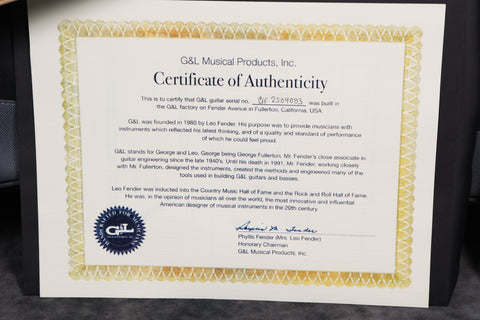 G&L Musical Products, Inc.
Certificate of Authenticity
This is to certify that G&L guitar serial no. was built in
the G&L factory on Fender Avenue in Fullerton, California, USA.
G&L was founded in 1980 by Leo Fender. His purpose was to provide musicians with
instruments which reflected his latest thinking, and of a quality and standard of performance
of which he could feel proud.
G&L stands for George and Leo, George being George Fullerton, Mr. Fender's close associate in
guitar engineering since the late 1940's. Until his death in 1991, Mr. Fender, working closely
with Mr. Fullerton, designed the instruments, created the methods and engineered many of the
tools used in building G&L guitars and basses.
Leo Fender was inducted into the Country Music Hall of Fame and the Rock and Roll Hall of Fame.
He was, in the opinion of musicians all over the world, the most innovative and influential
American designer of musical instruments in the 20th century.
G&L
Phyllis M. Fender
Phyllis Fender (Mrs. Leo Fender)
Honorary Chairman
G&L Musical Products, Inc.